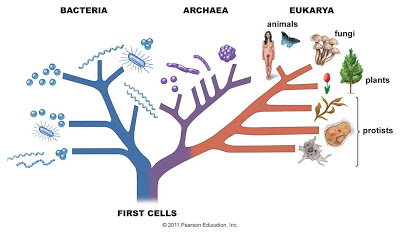 BACTERIA
ARCHAEA
EUKARYA
animals
fungi
plants
protists
FIRST CELLS
© 2011 Pearson Education, Inc.